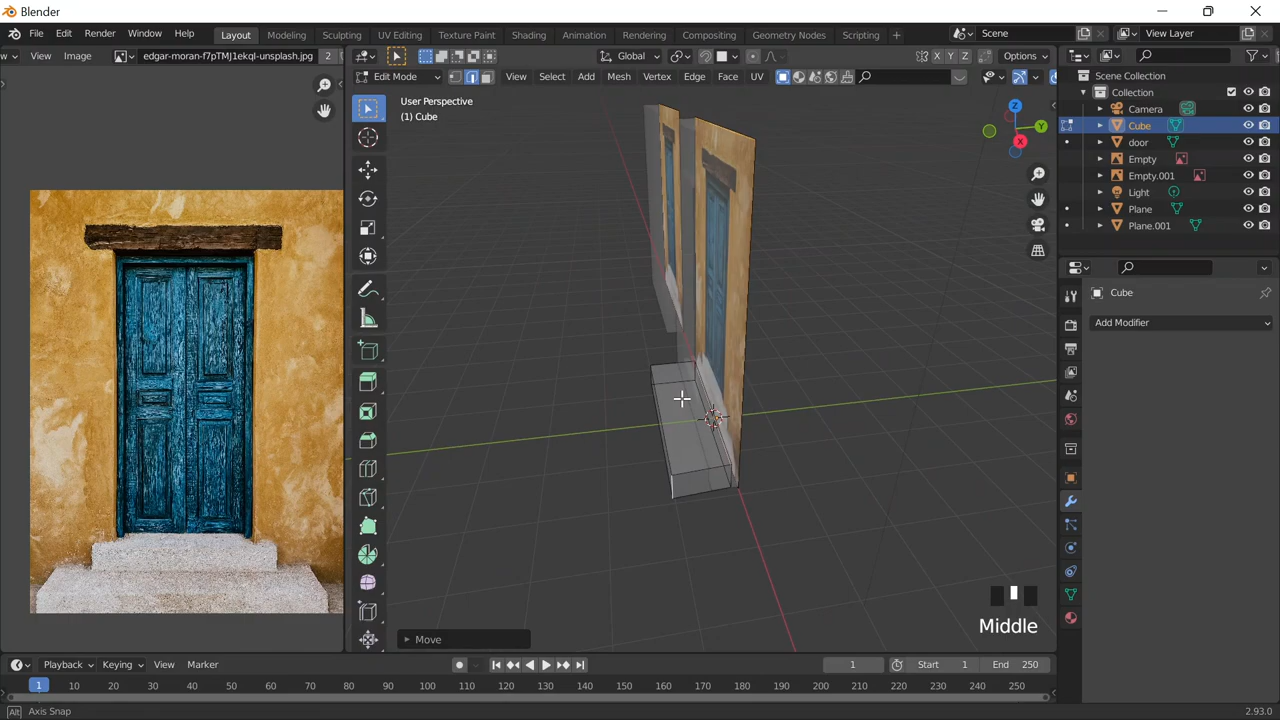 Blender
File Edit Render Window Help Layout Modeling Sculpting UV Editing Texture Paint Shading Animation Rendering Compositing Geometry Nodes Scripting + Scene View Layer
View Image edgar-moran-f7pTMJ1ekqI-unsplash.jpg 2 Global X Y Z Options
Edit Mode View Select Add Mesh Vertex Edge Face UV
User Perspective
(1) Cube
Z
Y
X
Scene Collection
Collection
Camera
Cube
door
Empty
Empty.001
Light
Plane
Plane.001
Cube
Add Modifier
Middle
Move
Playback Keying View Marker 1 Start 1 End 250
1 10 20 30 40 50 60 70 80 90 100 110 120 130 140 150 160 170 180 190 200 210 220 230 240 250
Alt Axis Snap 2.93.0